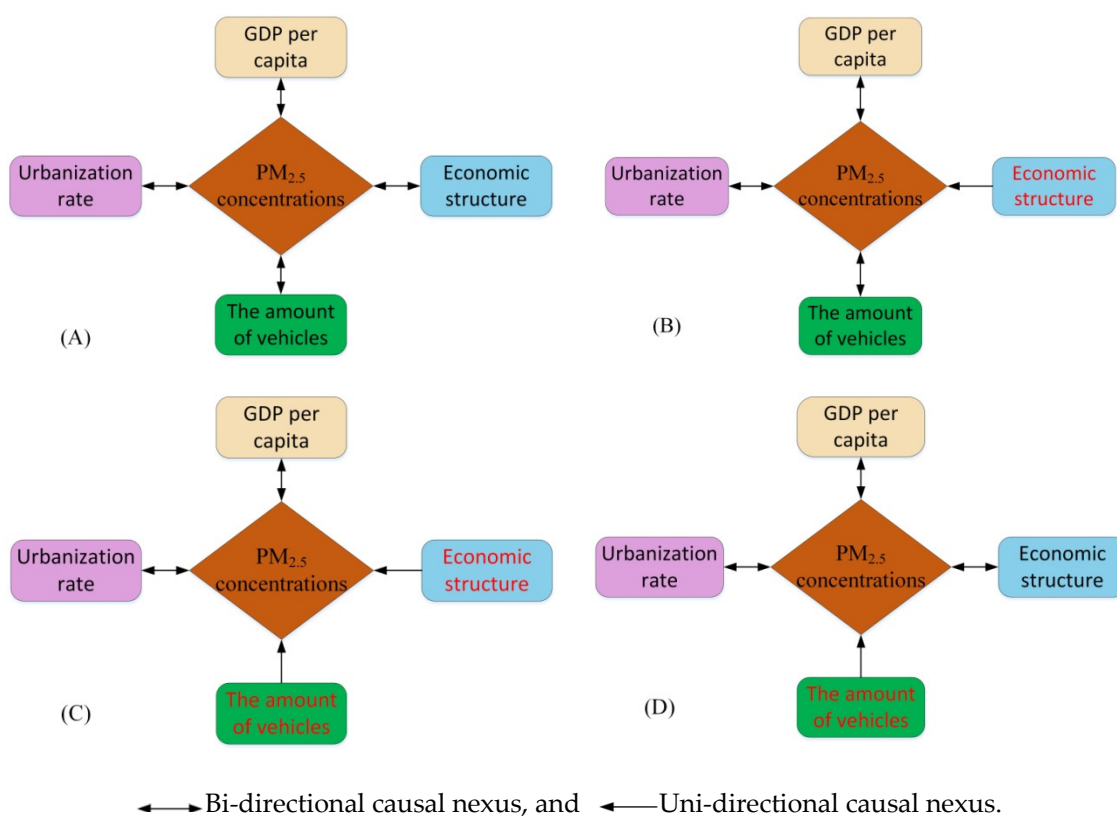 GDP per
capita
Urbanization
rate
PM2.5
concentrations
Economic
structure
The amount
of vehicles
(A)
GDP per
capita
Urbanization
rate
PM2.5
concentrations
Economic
structure
The amount
of vehicles
(B)
GDP per
capita
Urbanization
rate
PM2.5
concentrations
Economic
structure
The amount
of vehicles
(C)
GDP per
capita
Urbanization
rate
PM2.5
concentrations
Economic
structure
The amount
of vehicles
(D)
Bi-directional causal nexus, and Uni-directional causal nexus.